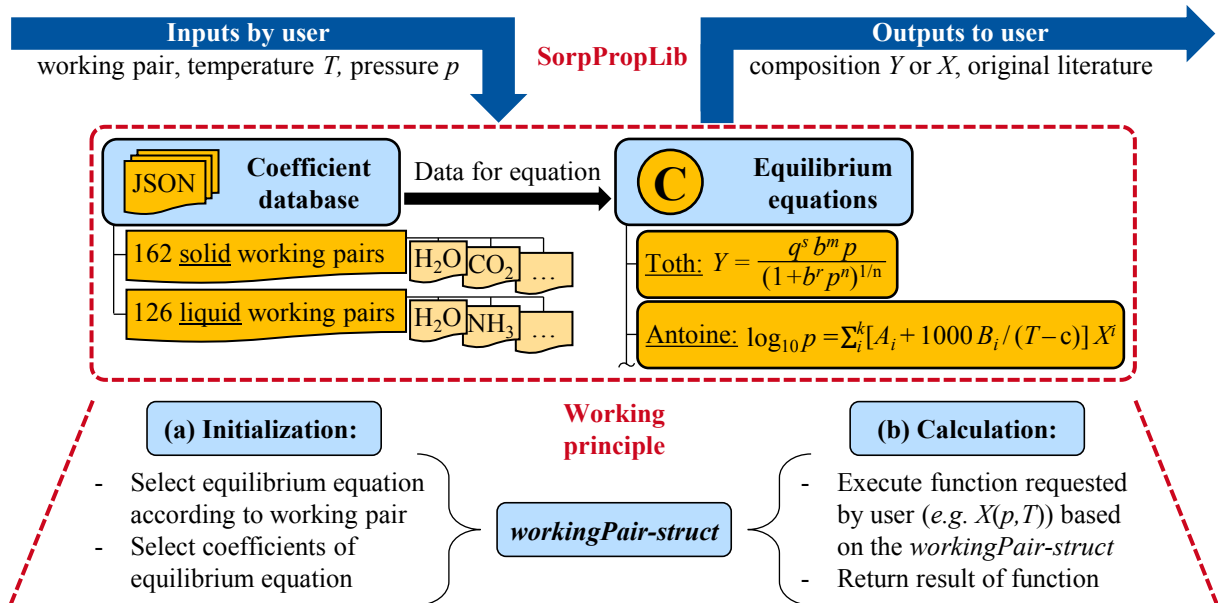 Inputs by user
working pair, temperature T, pressure p
SorpPropLib
Outputs to user
composition Y or X, original literature
JSON
Coefficient
database
Data for equation
C
Equilibrium
equations
162 solid working pairs
H₂O
CO₂
...
126 liquid working pairs
H₂O
NH₃
...
Toth: Y = q^s b^m p / (1+b^r p^n)^1/n
Antoine: log₁₀ p = Σ_i^k [A_i + 1000 B_i / (T − c)] X^i
Working
principle
(a) Initialization:
- Select equilibrium equation
according to working pair
- Select coefficients of
equilibrium equation
workingPair-struct
(b) Calculation:
- Execute function requested
by user (e.g. X(p,T)) based
on the workingPair-struct
- Return result of function